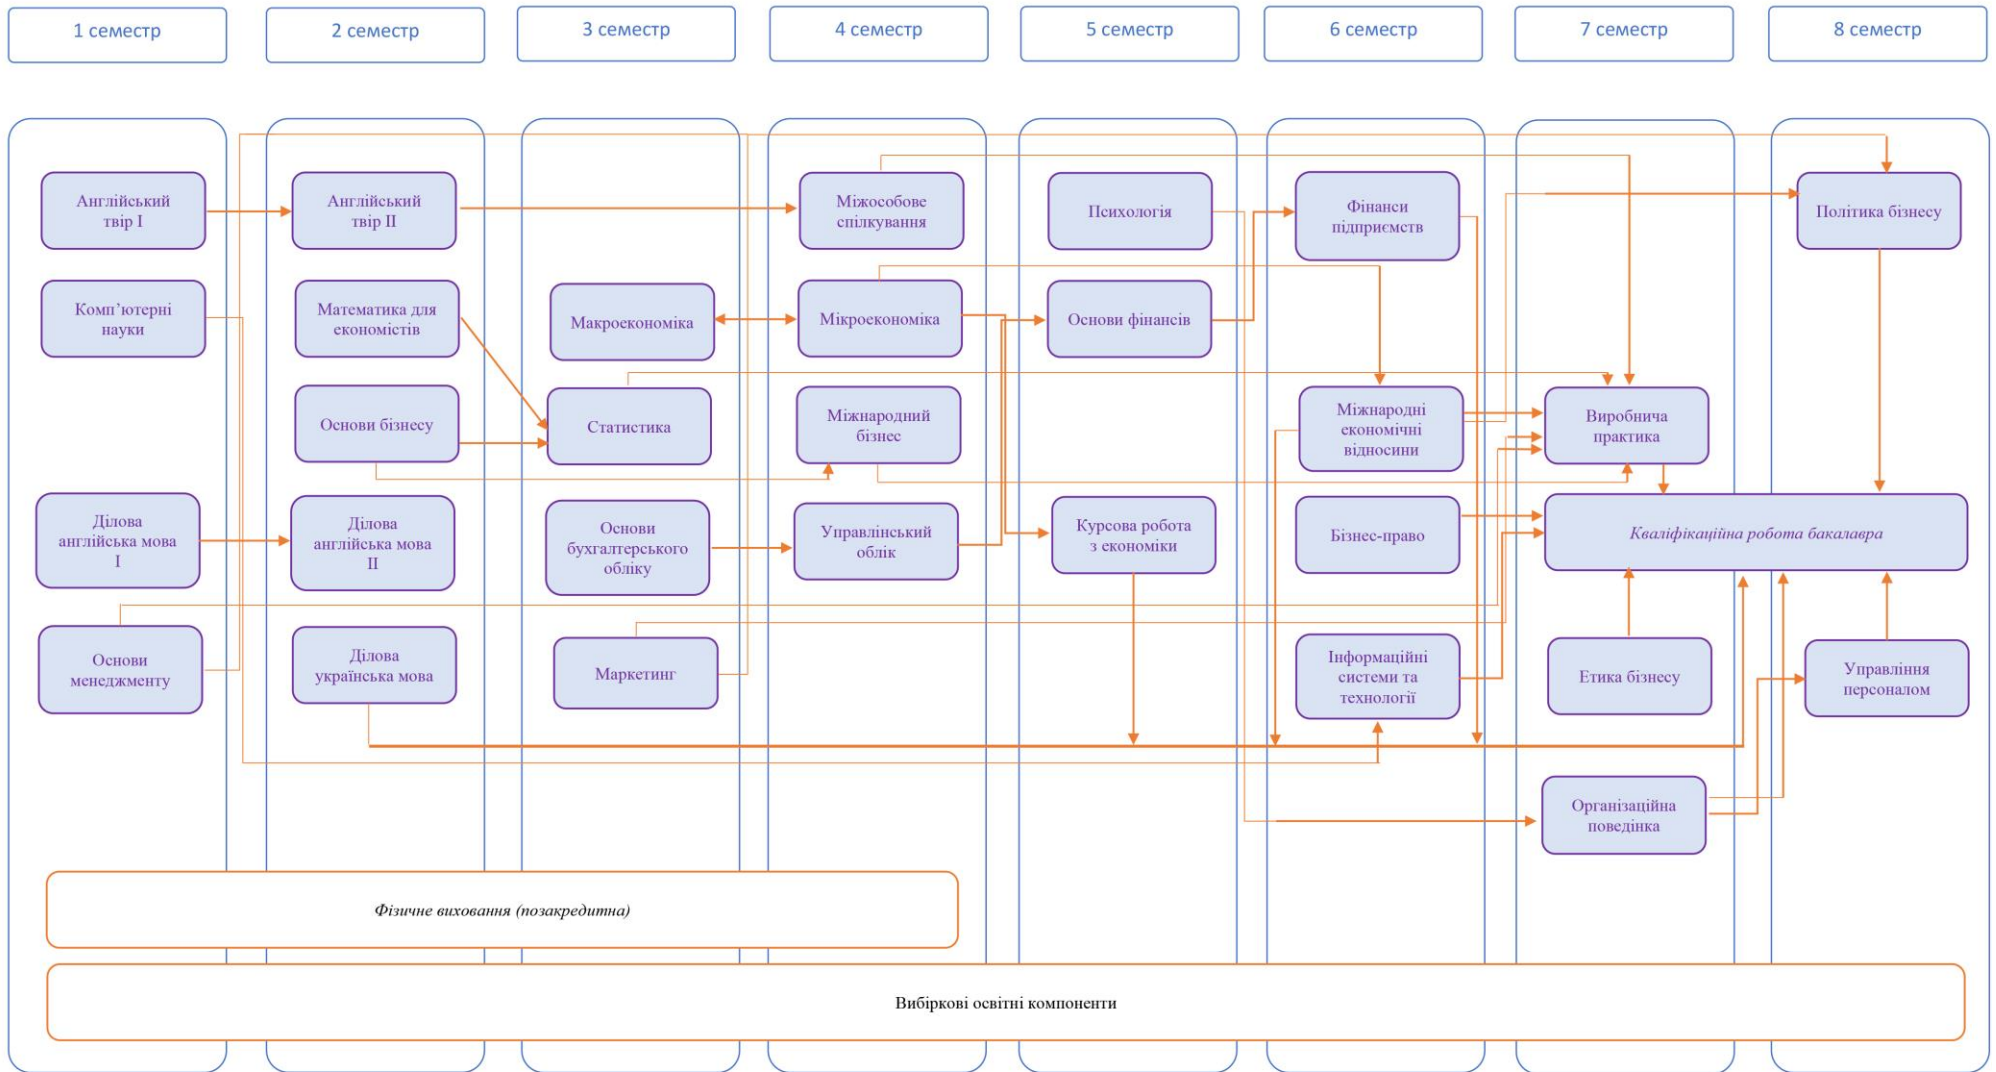 1 семестр
2 семестр
3 семестр
4 семестр
5 семестр
6 семестр
7 семестр
8 семестр
Англійський
твір І
Комп’ютерні
науки
Ділова
англійська мова
І
Основи
менеджменту
Англійський
твір ІІ
Математика для
економістів
Основи бізнесу
Ділова
англійська мова
ІІ
Ділова
українська мова
Макроекономіка
Статистика
Основи
бухгалтерського
обліку
Маркетинг
Міжособове
спілкування
Мікроекономіка
Міжнародний
бізнес
Управлінський
облік
Психологія
Основи фінансів
Курсова робота
з економіки
Фінанси
підприємств
Міжнародні
економічні
відносини
Бізнес-право
Інформаційні
системи та
технології
Виробнича
практика
Кваліфікаційна робота бакалавра
Етика бізнесу
Організаційна
поведінка
Політика бізнесу
Управління
персоналом
Фізичне виховання (позакредитна)
Вибіркові освітні компоненти